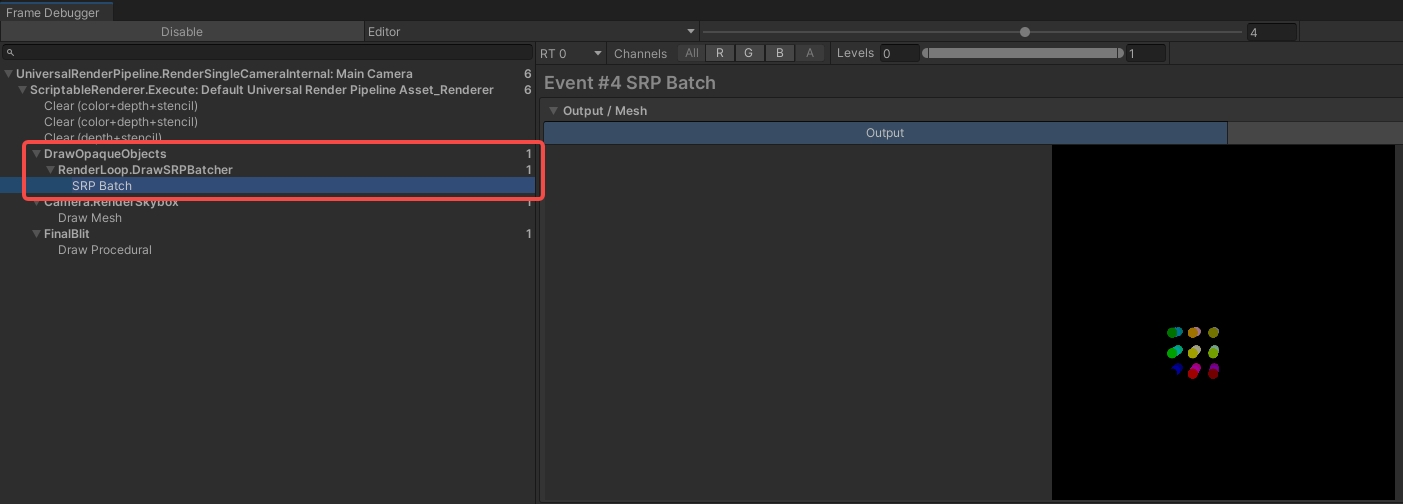 Frame Debugger
Disable
Editor
4
RT 0
Channels
All
R
G
B
A
Levels
0
1
UniversalRenderPipeline.RenderSingleCameraInternal: Main Camera 6
ScriptableRenderer.Execute: Default Universal Render Pipeline Asset_Renderer 6
Clear (color+depth+stencil)
Clear (color+depth+stencil)
Clear (depth+stencil)
DrawOpaqueObjects 1
RenderLoop.DrawSRPBatcher 1
SRP Batch
Camera.RenderSkybox 1
Draw Mesh
FinalBlit 1
Draw Procedural
Event #4 SRP Batch
Output / Mesh
Output